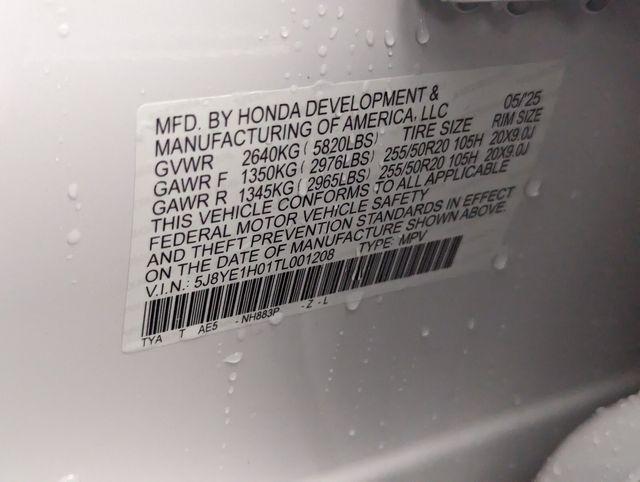 MFD. BY HONDA DEVELOPMENT &
MANUFACTURING OF AMERICA, LLC 05/'25
GVWR 2640KG ( 5820LBS) TIRE SIZE RIM SIZE
GAWR F 1350KG ( 2976LBS) 255/50R20 105H 20X9.0J
GAWR R 1345KG ( 2965LBS) 255/50R20 105H 20X9.0J
THIS VEHICLE CONFORMS TO ALL APPLICABLE
FEDERAL MOTOR VEHICLE SAFETY
AND THEFT PREVENTION STANDARDS IN EFFECT
ON THE DATE OF MANUFACTURE SHOWN ABOVE.
V.I.N.: 5J8YE1H01TL001208 TYPE: MPV
TYA T AE5 - NH883P - Z - L